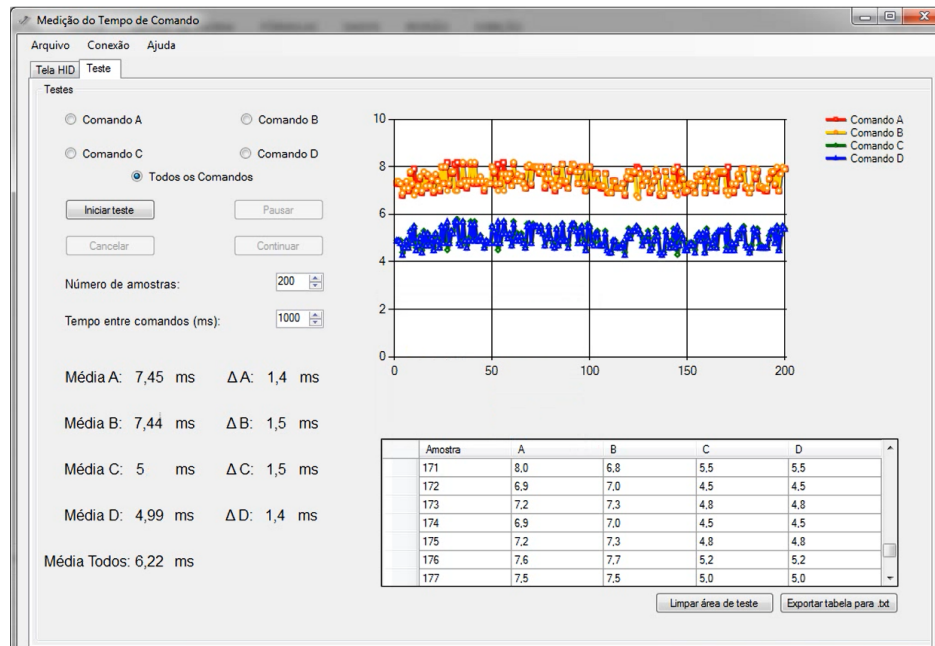 Medição do Tempo de Comando
Arquivo Conexão Ajuda
Tela HID Teste
Testes
Comando A Comando B
Comando C Comando D
Todos os Comandos
Iniciar teste Pausar
Cancelar Continuar
Número de amostras: 200
Tempo entre comandos (ms): 1000
Média A: 7,45 ms Δ A: 1,4 ms
Média B: 7,44 ms Δ B: 1,5 ms
Média C: 5 ms Δ C: 1,5 ms
Média D: 4,99 ms Δ D: 1,4 ms
Média Todos: 6,22 ms
10
8
6
4
2
0
0 50 100 150 200
Comando A
Comando B
Comando C
Comando D
Amostra A B C D
171 8,0 6,8 5,5 5,5
172 6,9 7,0 4,5 4,5
173 7,2 7,3 4,8 4,8
174 6,9 7,0 4,5 4,5
175 7,2 7,3 4,8 4,8
176 7,6 7,7 5,2 5,2
177 7,5 7,5 5,0 5,0
Limpar área de teste Exportar tabela para .txt